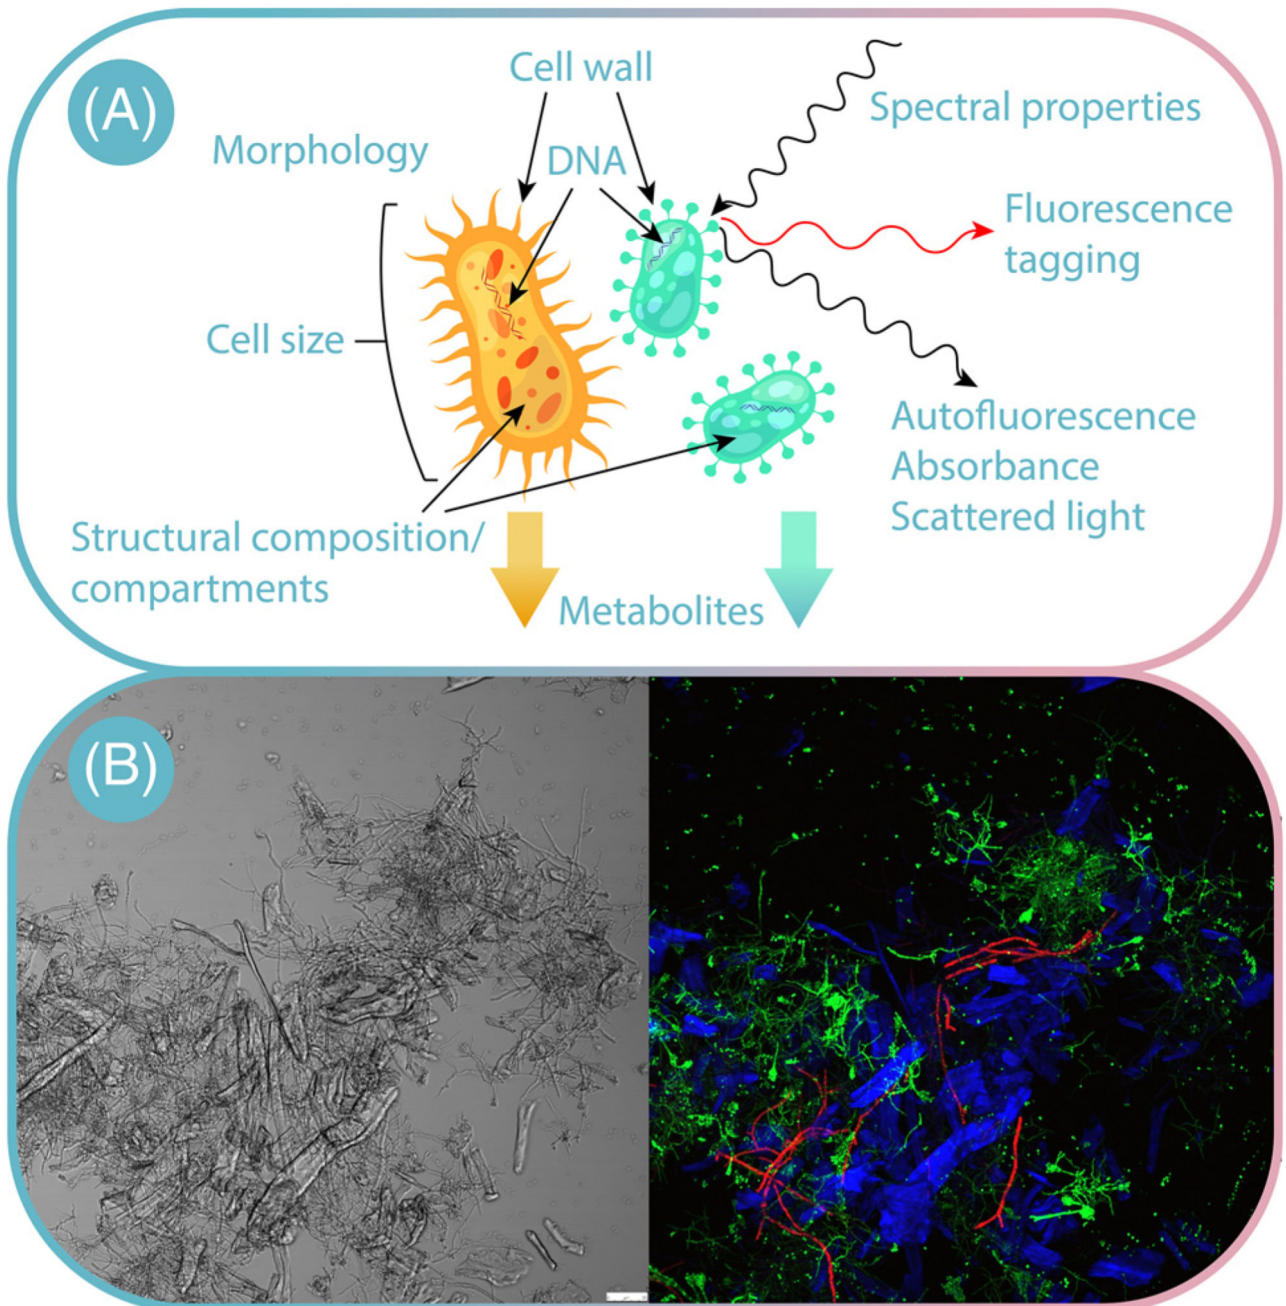 (A)
Cell wall
Spectral properties
Morphology
DNA
Fluorescence
tagging
Cell size
Autofluorescence
Absorbance
Scattered light
Structural composition/
compartments
Metabolites
(B)